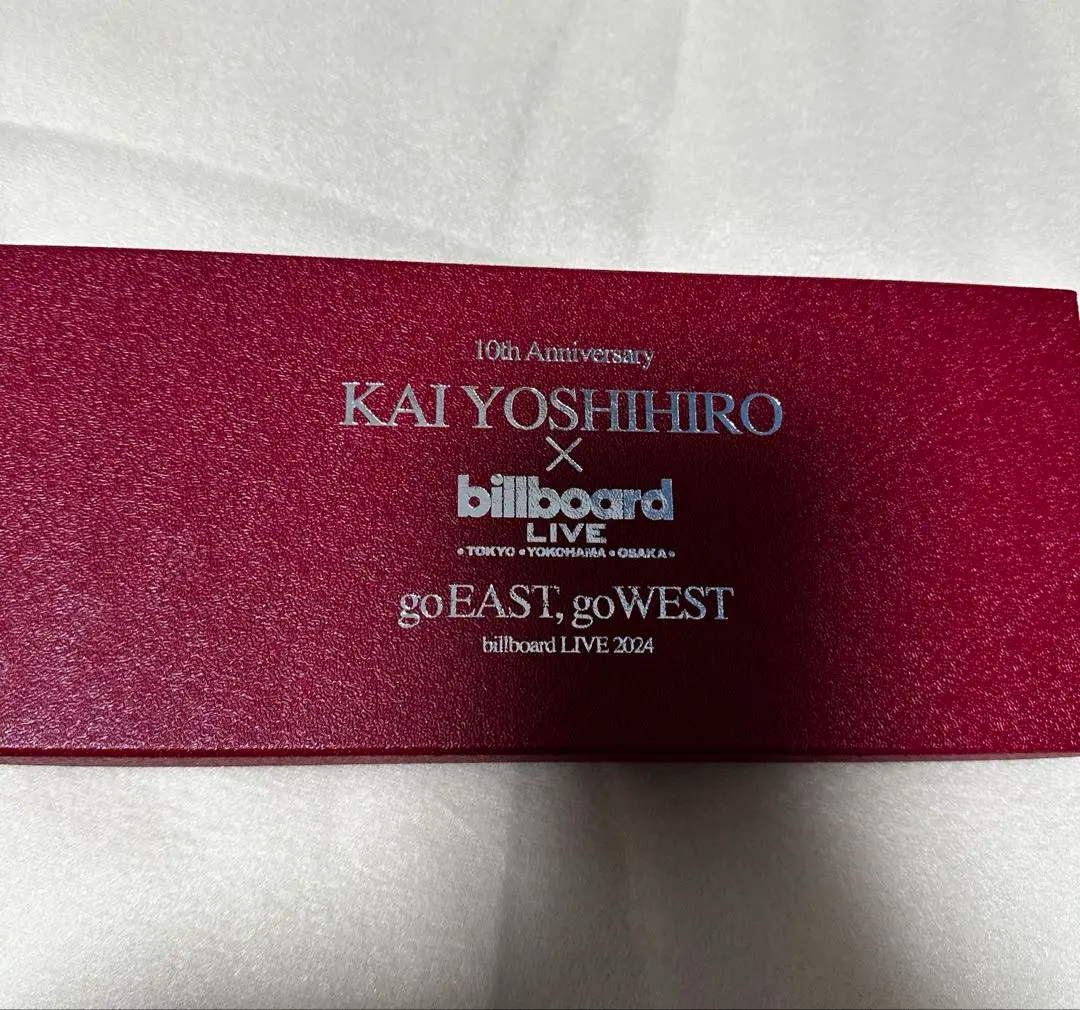 10th Anniversary
KAI YOSHIHIRO
×
billboard
LIVE
•TOKYO •YOKOHAMA •OSAKA•
goEAST, goWEST
billboard LIVE 2024